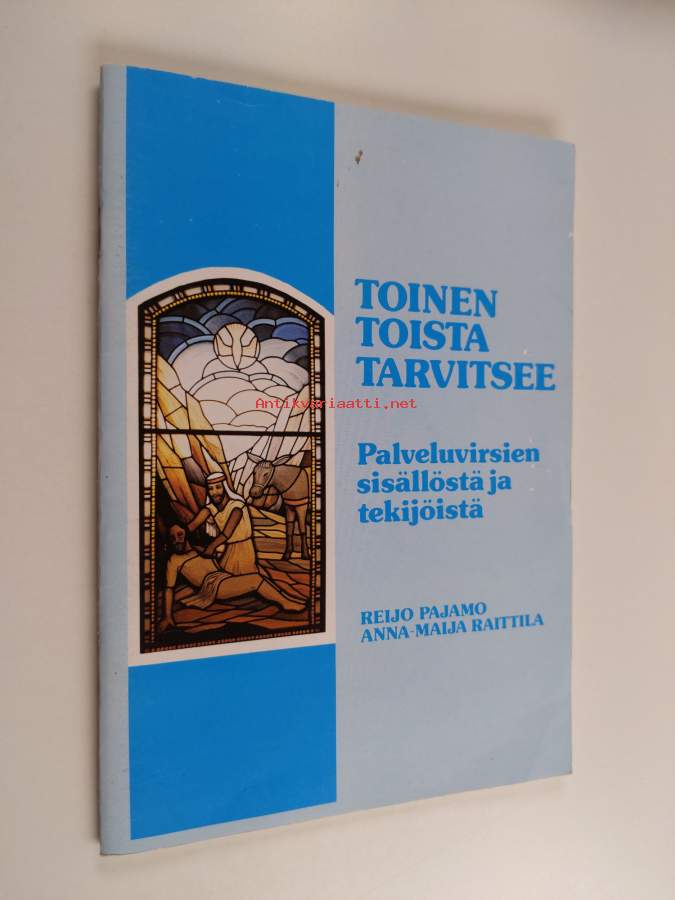 TOINEN
TOISTA
TARVITSEE
Antikvariaatti.net
Palveluvirsien
sisällöstä ja
tekijöistä
REIJO PAJAMO
ANNA-MAIJA RAITTILA